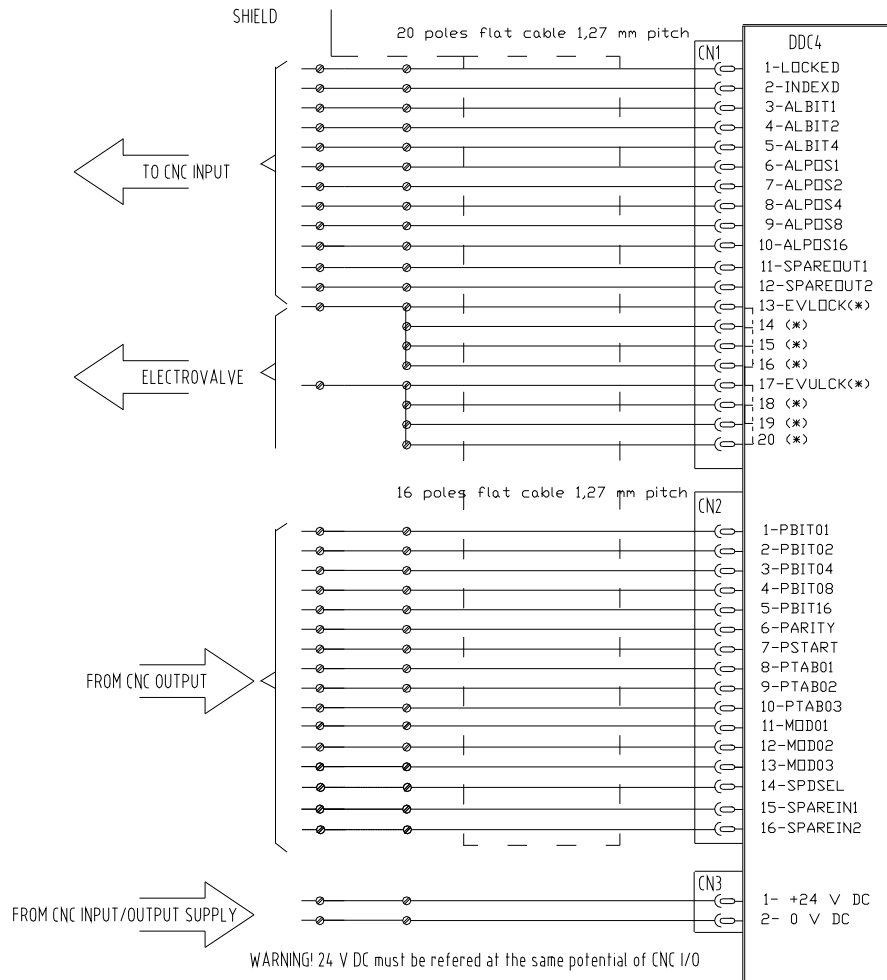 SHIELD
20 poles flat cable 1,27 mm pitch
CN1
DDC4
1-LOCKED
2-INDEXD
3-ALBIT1
4-ALBIT2
5-ALBIT4
6-ALPOS1
7-ALPOS2
8-ALPOS4
9-ALPOS8
10-ALPOS16
11-SPAREOUT1
12-SPAREOUT2
13-EVLOCK(*)
14 (*)
15 (*)
16 (*)
17-EVULCK(*)
18 (*)
19 (*)
20 (*)
TO CNC INPUT
ELECTROVALVE
16 poles flat cable 1,27 mm pitch
CN2
1-PBIT01
2-PBIT02
3-PBIT04
4-PBIT08
5-PBIT16
6-PARITY
7-PSTART
8-PTAB01
9-PTAB02
10-PTAB03
11-MOD01
12-MOD02
13-MOD03
14-SPDSEL
15-SPAREIN1
16-SPAREIN2
FROM CNC OUTPUT
CN3
1- +24 V DC
2- 0 V DC
FROM CNC INPUT/OUTPUT SUPPLY
WARNING! 24 V DC must be refered at the same potential of CNC I/O